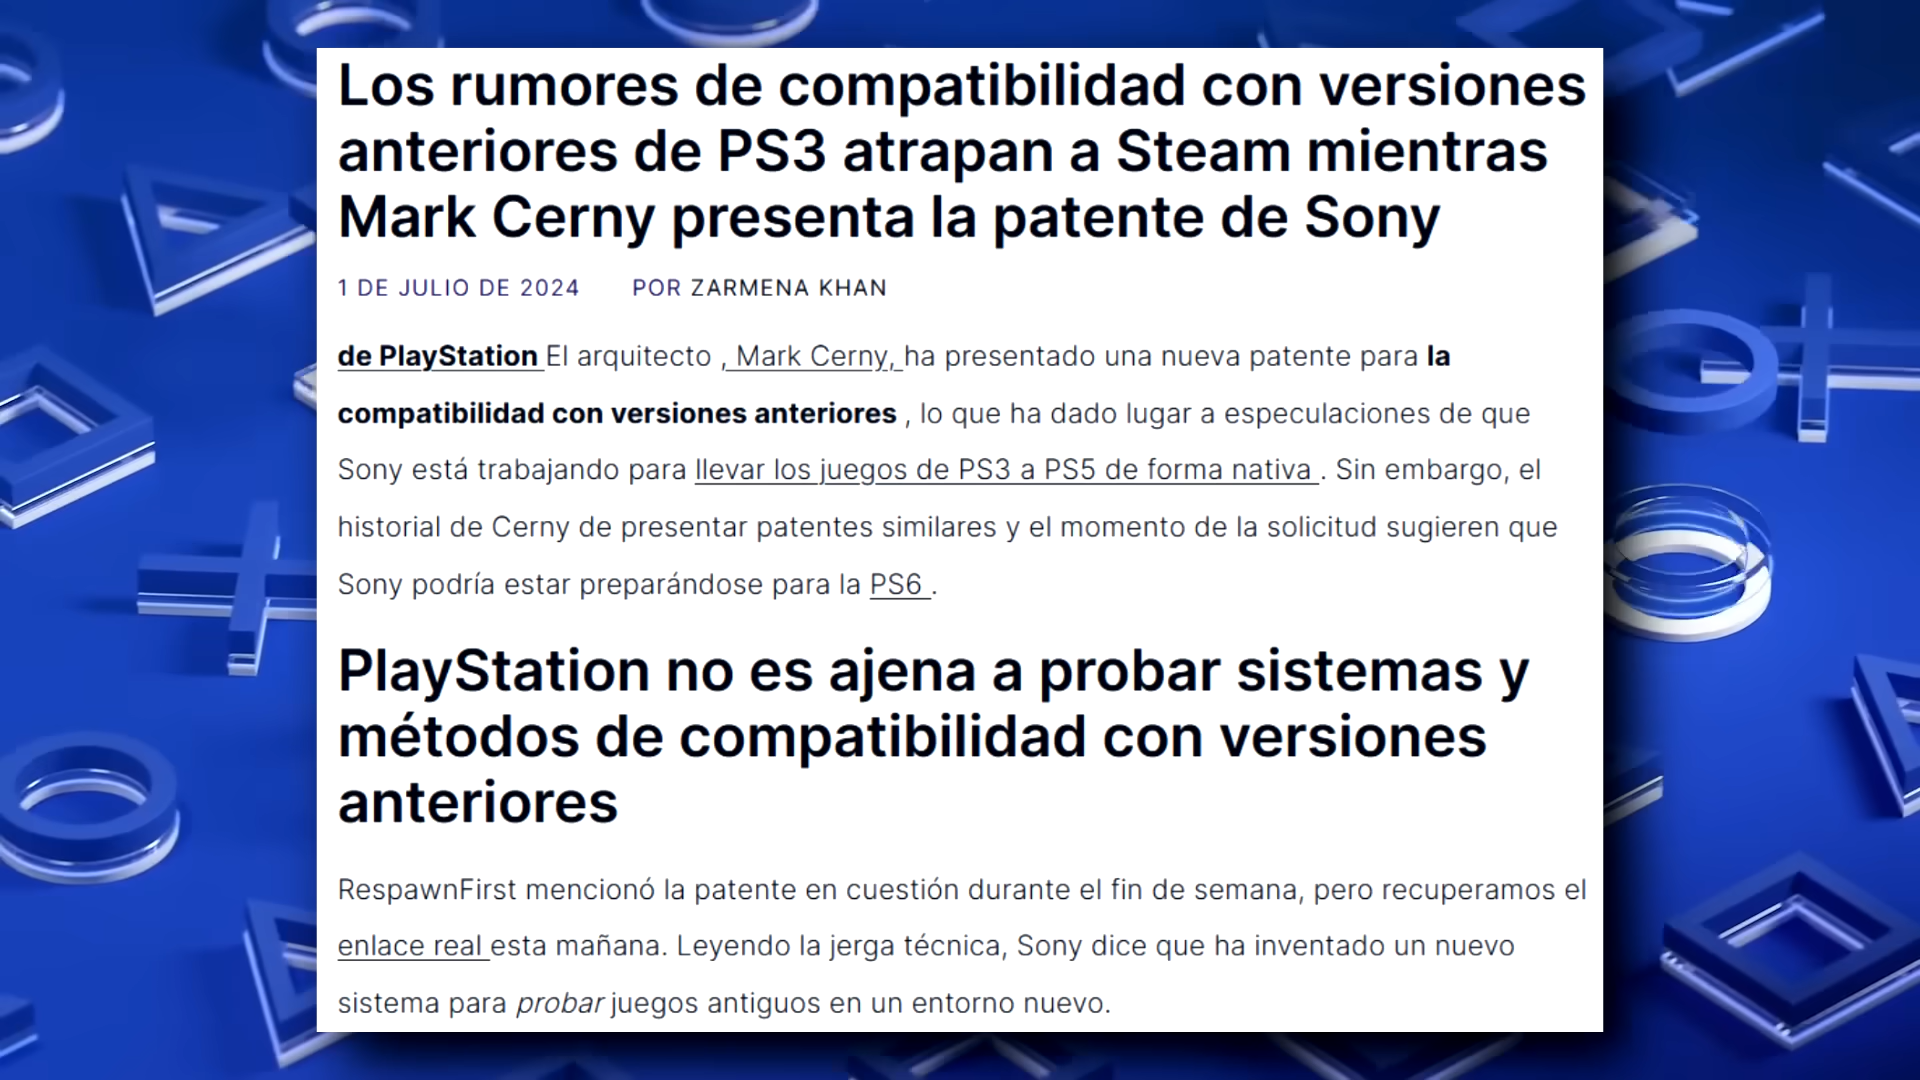 Los rumores de compatibilidad con versiones
anteriores de PS3 atrapan a Steam mientras
Mark Cerny presenta la patente de Sony
1 DE JULIO DE 2024 POR ZARMENA KHAN
de PlayStation El arquitecto , Mark Cerny, ha presentado una nueva patente para la
compatibilidad con versiones anteriores , lo que ha dado lugar a especulaciones de que
Sony está trabajando para llevar los juegos de PS3 a PS5 de forma nativa . Sin embargo, el
historial de Cerny de presentar patentes similares y el momento de la solicitud sugieren que
Sony podría estar preparándose para la PS6 .
PlayStation no es ajena a probar sistemas y
métodos de compatibilidad con versiones
anteriores
RespawnFirst mencionó la patente en cuestión durante el fin de semana, pero recuperamos el
enlace real esta mañana. Leyendo la jerga técnica, Sony dice que ha inventado un nuevo
sistema para probar juegos antiguos en un entorno nuevo.